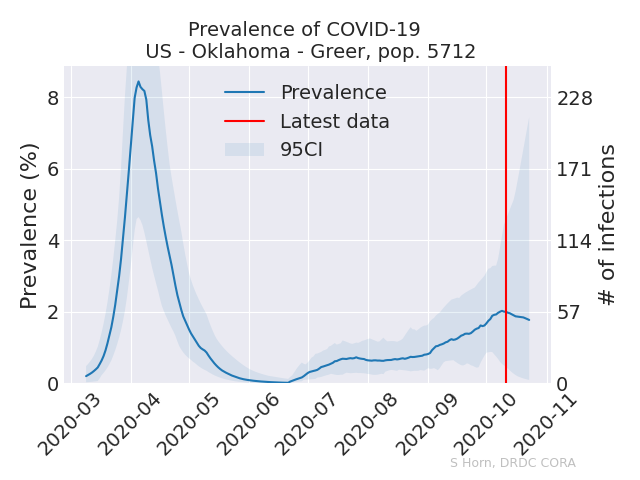 Prevalence of COVID-19
US - Oklahoma - Greer, pop. 5712
Prevalence
Latest data
95CI
Prevalence (%)
8
6
4
2
0
# of infections
228
171
114
57
0
2020-03
2020-04
2020-05
2020-06
2020-07
2020-08
2020-09
2020-10
2020-11
S Horn, DRDC CORA